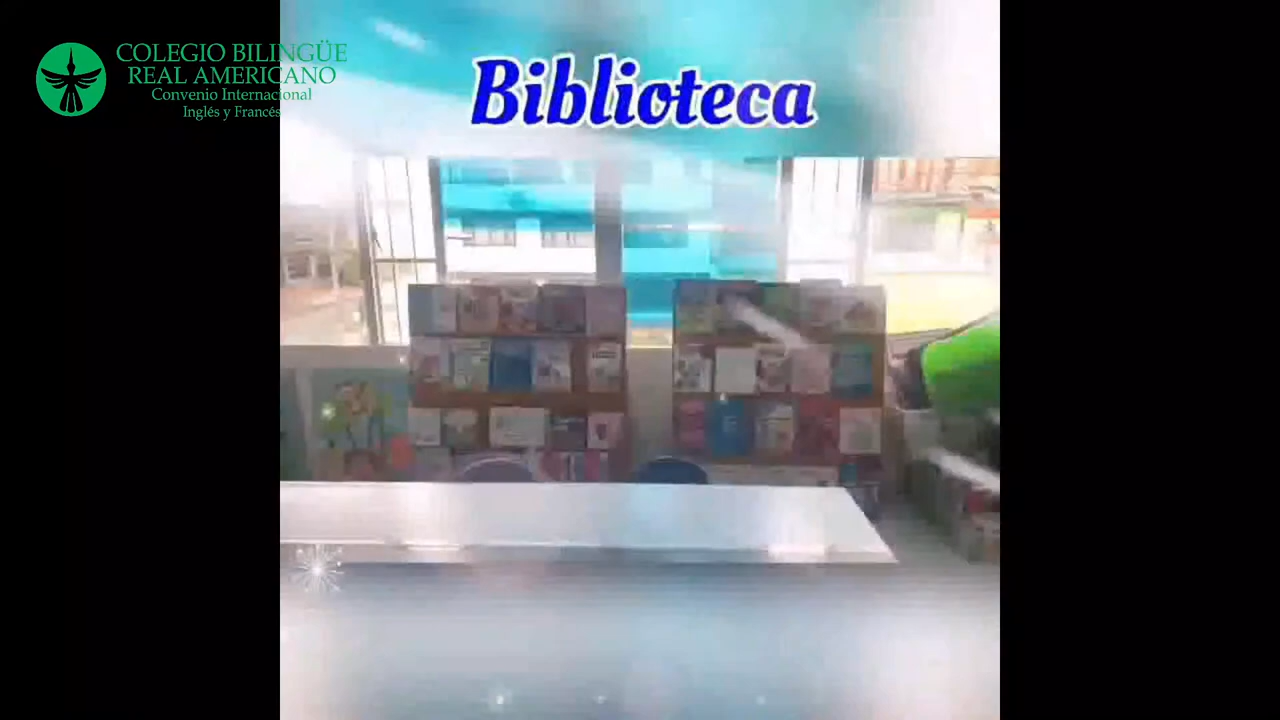 COLEGIO BILINGÜE
REAL AMERICANO
Convenio Internacional
Inglés y Francés
Biblioteca